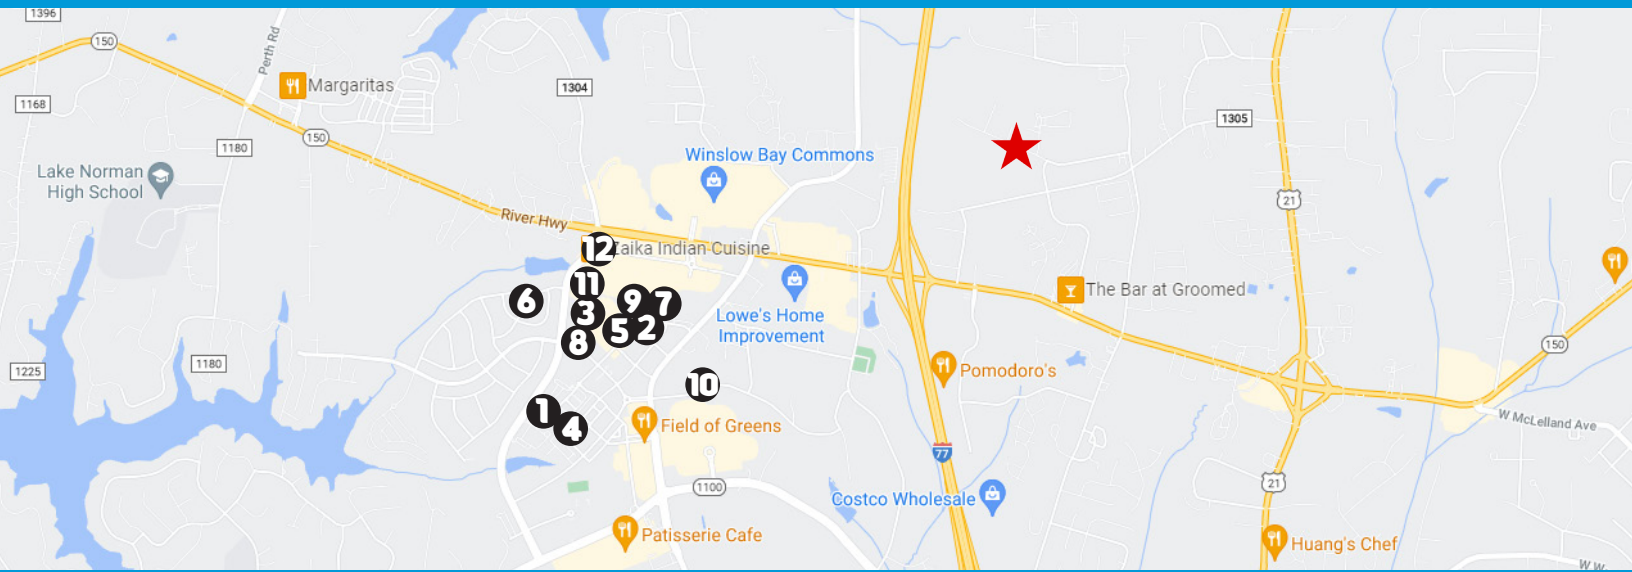 1396
150
Perth Rd
Margaritas
1304
1168
150
1305
1180
Winslow Bay Commons
Lake Norman
High School
21
River Hwy
12
Zaika Indian Cuisine
11
6
9
7
3
5
2
8
The Bar at Groomed
Lowe's Home
Improvement
150
1180
1225
Pomodoro's
10
1
4
Field of Greens
W McLelland Ave
77
1100
21
Costco Wholesale
Patisserie Cafe
Huang's Chef